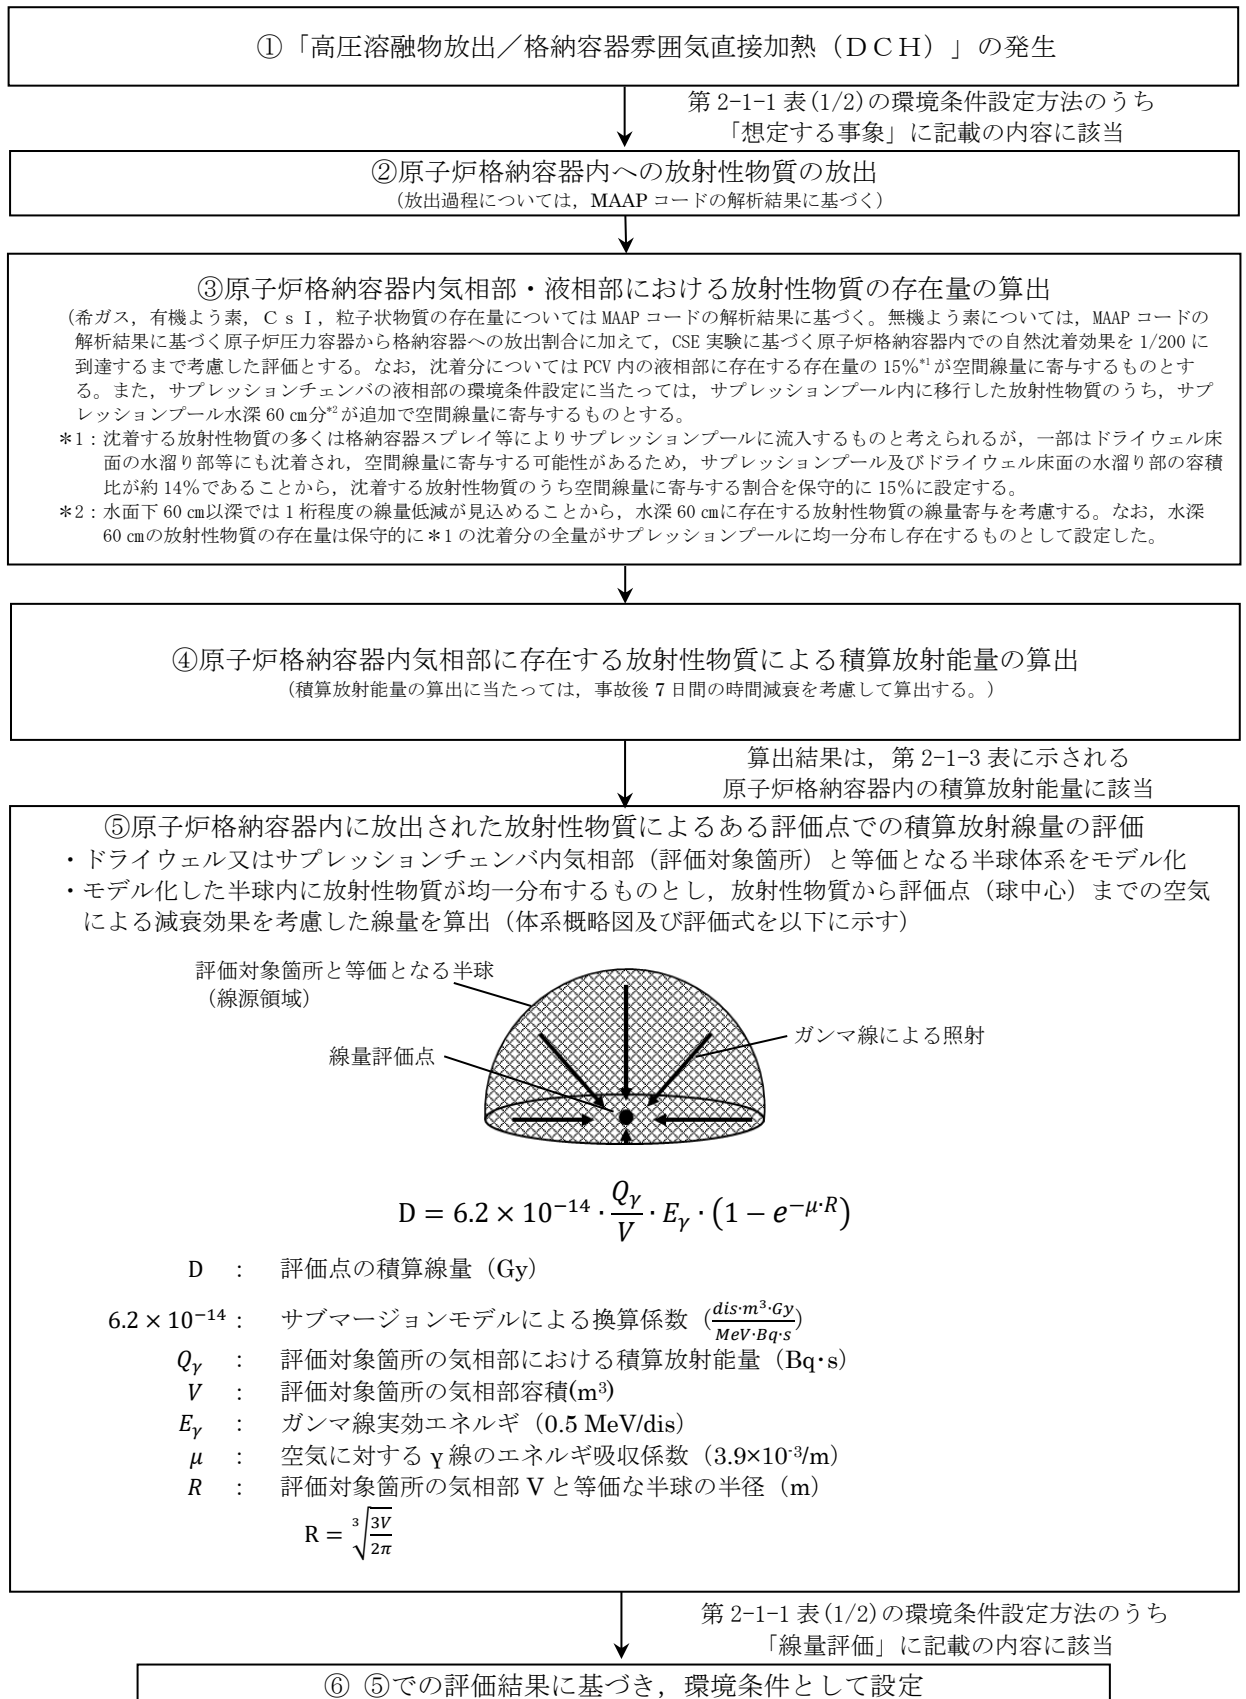 ①「高圧溶融物放出／格納容器雰囲気直接加熱（ＤＣＨ）」の発生
第 2-1-1 表(1/2)の環境条件設定方法のうち
「想定する事象」に記載の内容に該当
②原子炉格納容器内への放射性物質の放出
（放出過程については，MAAP コードの解析結果に基づく）
③原子炉格納容器内気相部・液相部における放射性物質の存在量の算出
（希ガス，有機よう素，ＣｓＩ，粒子状物質の存在量については MAAP コードの解析結果に基づく。無機よう素については，MAAP コードの
解析結果に基づく原子炉圧力容器から格納容器への放出割合に加えて，CSE 実験に基づく原子炉格納容器内での自然沈着効果を 1/200 に
到達するまで考慮した評価とする。なお，沈着分については PCV 内の液相部に存在する存在量の 15%*1が空間線量に寄与するものとす
る。また，サプレッションチェンバの液相部の環境条件設定に当たっては，サプレッションプール内に移行した放射性物質のうち，サプ
レッションプール水深 60 ㎝分*2が追加で空間線量に寄与するものとする。
＊1：沈着する放射性物質の多くは格納容器スプレイ等によりサプレッションプールに流入するものと考えられるが，一部はドライウェル床
面の水溜り部等にも沈着され，空間線量に寄与する可能性があるため，サプレッションプール及びドライウェル床面の水溜り部の容積
比が約 14%であることから，沈着する放射性物質のうち空間線量に寄与する割合を保守的に 15%に設定する。
＊2：水面下 60 ㎝以深では 1 桁程度の線量低減が見込めることから，水深 60 ㎝に存在する放射性物質の線量寄与を考慮する。なお，水深
60 ㎝の放射性物質の存在量は保守的に＊1 の沈着分の全量がサプレッションプールに均一分布し存在するものとして設定した。
④原子炉格納容器内気相部に存在する放射性物質による積算放射能量の算出
（積算放射能量の算出に当たっては，事故後 7 日間の時間減衰を考慮して算出する。）
算出結果は，第 2-1-3 表に示される
原子炉格納容器内の積算放射能量に該当
⑤原子炉格納容器内に放出された放射性物質によるある評価点での積算放射線量の評価
・ドライウェル又はサプレッションチェンバ内気相部（評価対象箇所）と等価となる半球体系をモデル化
・モデル化した半球内に放射性物質が均一分布するものとし，放射性物質から評価点（球中心）までの空気
による減衰効果を考慮した線量を算出（体系概略図及び評価式を以下に示す）
評価対象箇所と等価となる半球
（線源領域）
ガンマ線による照射
線量評価点
D = 6.2 × 10⁻¹⁴ · Qγ/V · Eγ · (1 − e^(−μ·R))
D ： 評価点の積算線量（Gy）
6.2 × 10⁻¹⁴： サブマージョンモデルによる換算係数（dis·m³·Gy/MeV·Bq·s）
Qγ ： 評価対象箇所の気相部における積算放射能量（Bq・s）
V ： 評価対象箇所の気相部容積(m³)
Eγ ： ガンマ線実効エネルギ（0.5 MeV/dis）
μ ： 空気に対するγ線のエネルギ吸収係数（3.9×10⁻³/m）
R ： 評価対象箇所の気相部 V と等価な半球の半径（m）
R = ∛(3V/2π)
第 2-1-1 表(1/2)の環境条件設定方法のうち
「線量評価」に記載の内容に該当
⑥ ⑤での評価結果に基づき，環境条件として設定